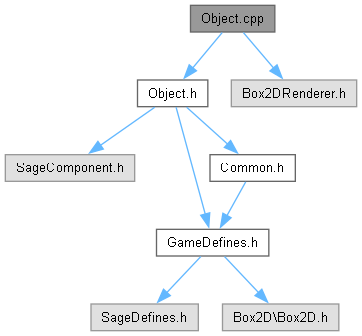 Object.cpp
Object.h
Box2DRenderer.h
SageComponent.h
Common.h
GameDefines.h
SageDefines.h
Box2D\Box2D.h